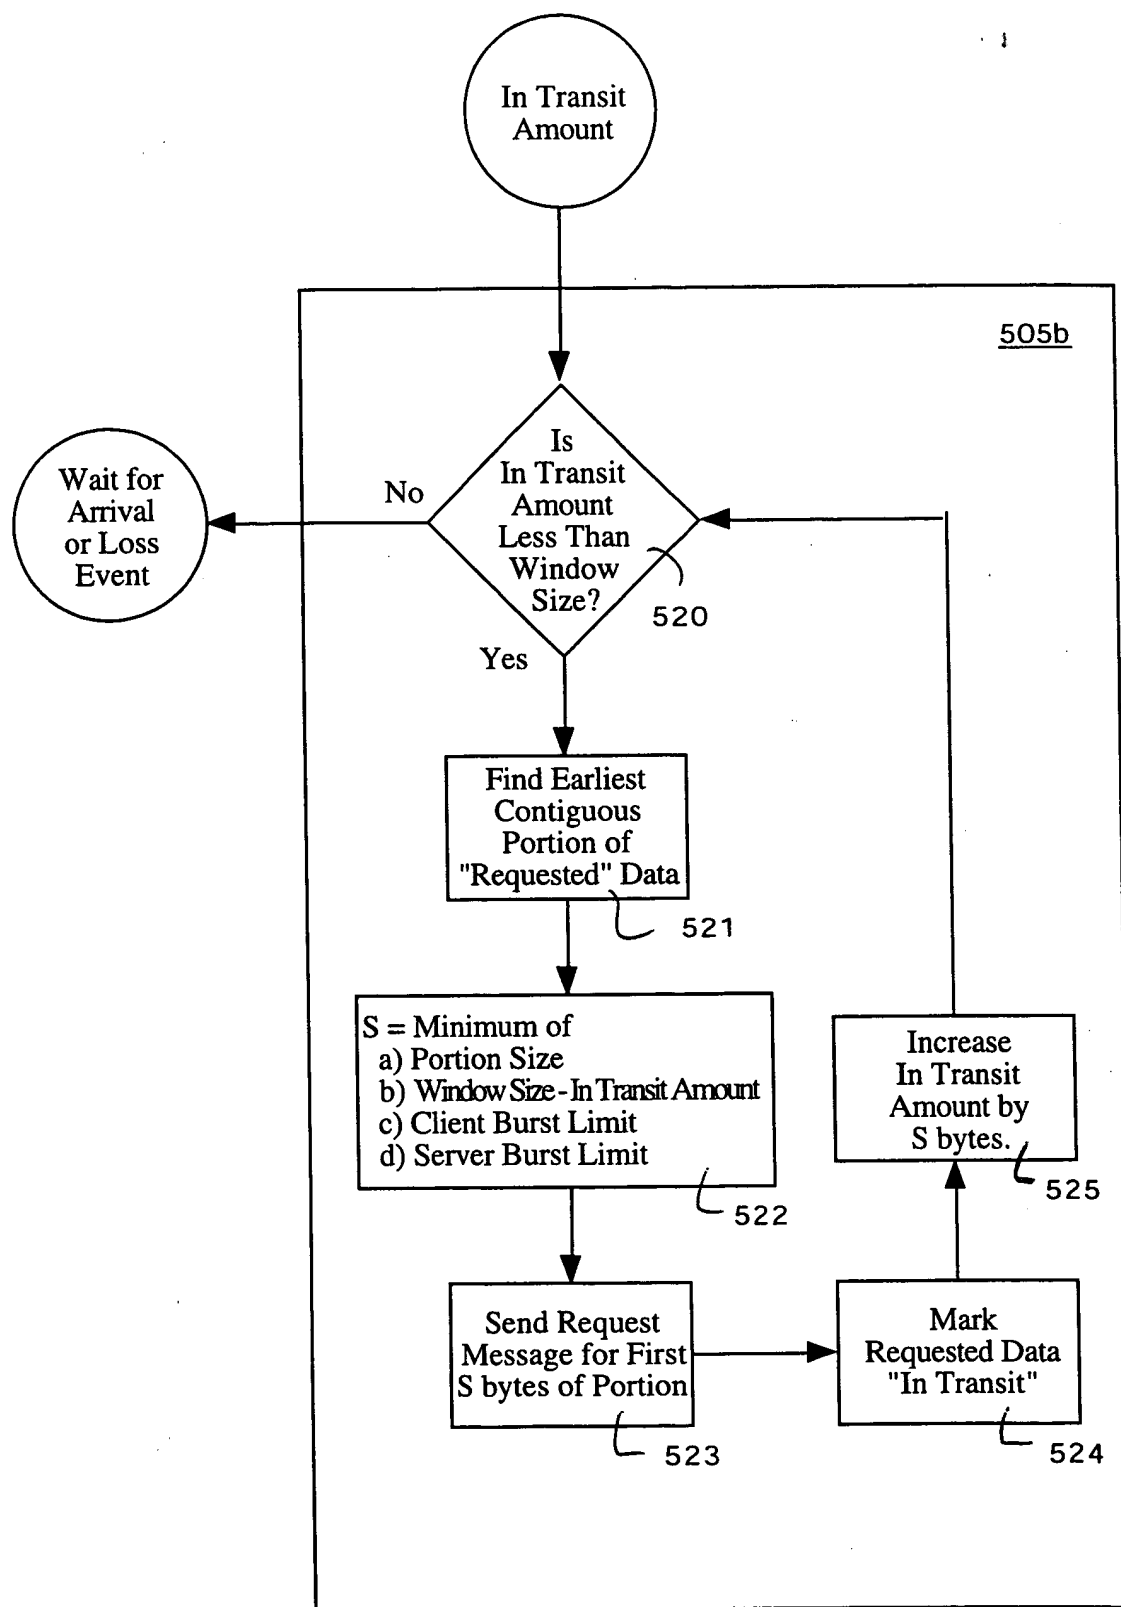 In Transit
Amount
505b
Is
In Transit
Amount
Less Than
Window
Size?
520
No
Wait for
Arrival
or Loss
Event
Yes
Find Earliest
Contiguous
Portion of
"Requested" Data
521
S = Minimum of
a) Portion Size
b) Window Size - In Transit Amount
c) Client Burst Limit
d) Server Burst Limit
522
Send Request
Message for First
S bytes of Portion
523
Mark
Requested Data
"In Transit"
524
Increase
In Transit
Amount by
S bytes.
525